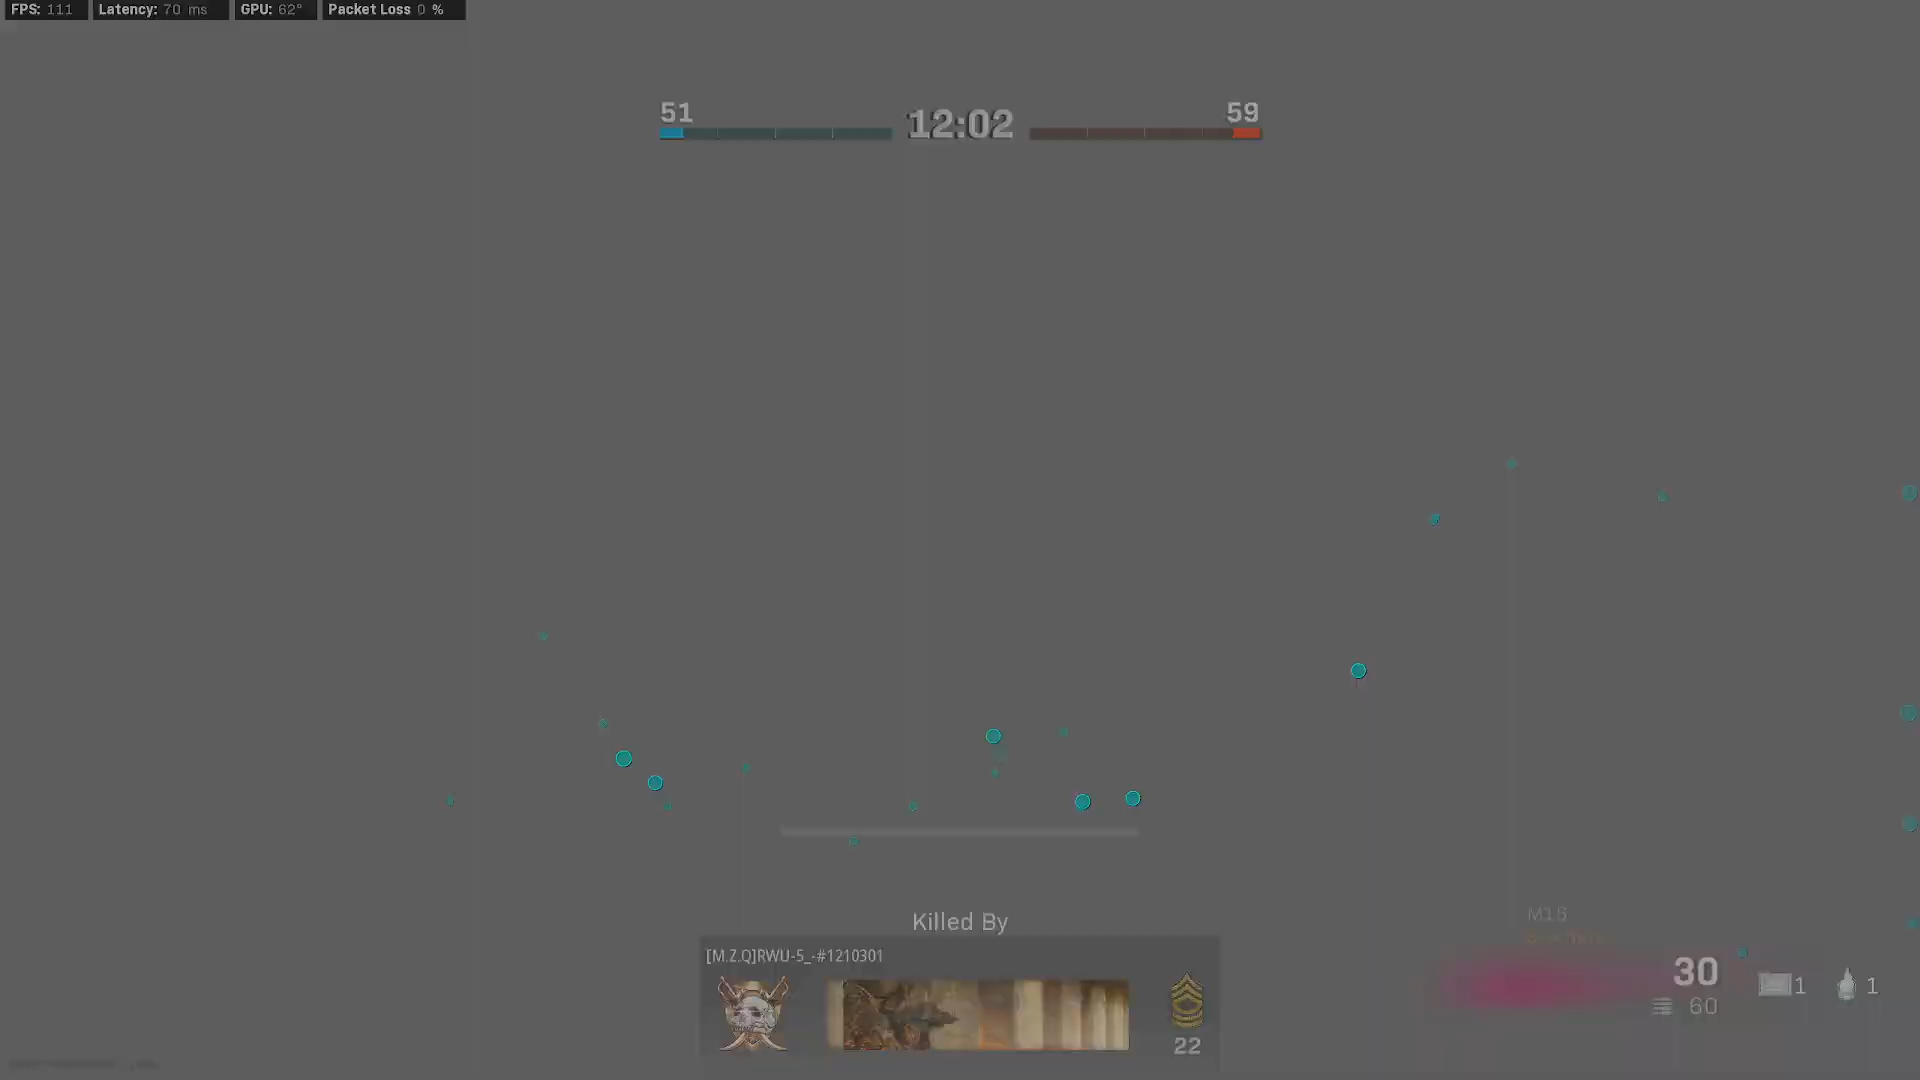 FPS: 111 Latency: 70 ms GPU: 62° Packet Loss 0 %
51 12:02 59
Killed By
[M.Z.Q]RWU-5_-#1210301
22
M16
30
60
1 1